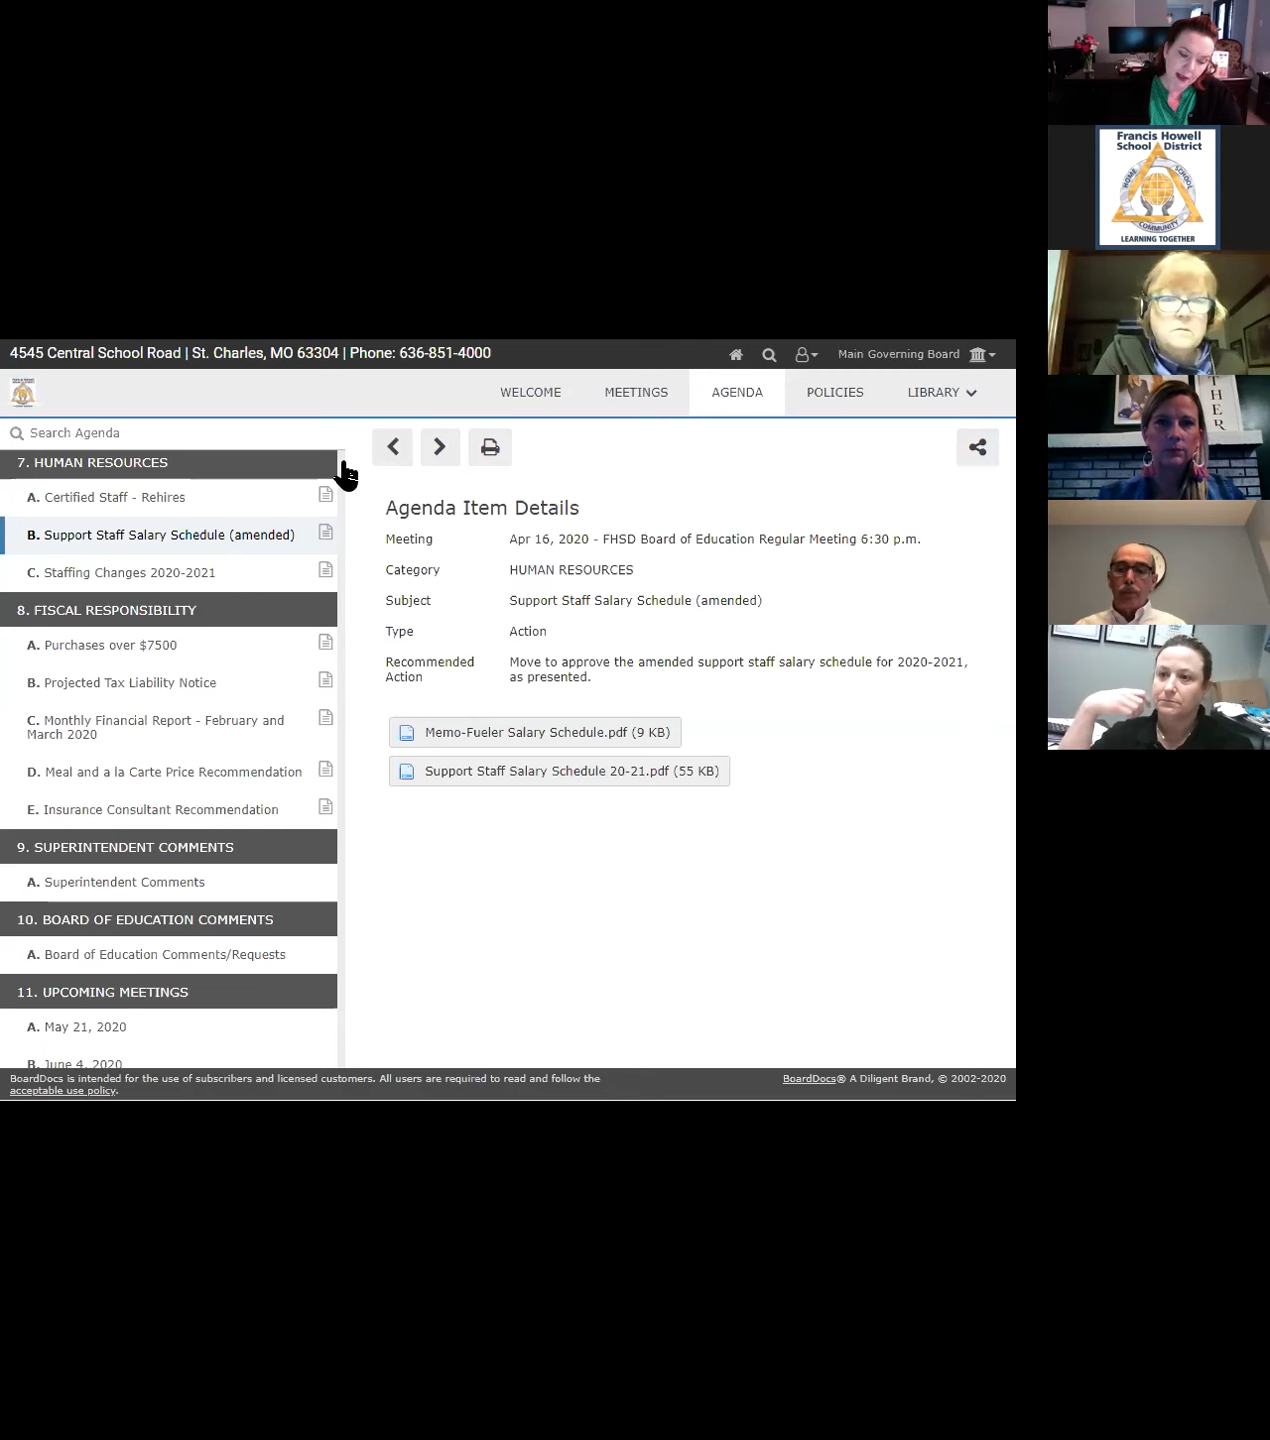 Francis Howell
School District
HOME
SCHOOL
COMMUNITY
LEARNING TOGETHER
THER
4545 Central School Road | St. Charles, MO 63304 | Phone: 636-851-4000
Main Governing Board
WELCOME MEETINGS AGENDA POLICIES LIBRARY
Search Agenda
7. HUMAN RESOURCES
A. Certified Staff - Rehires
B. Support Staff Salary Schedule (amended)
C. Staffing Changes 2020-2021
8. FISCAL RESPONSIBILITY
A. Purchases over $7500
B. Projected Tax Liability Notice
C. Monthly Financial Report - February and
March 2020
D. Meal and a la Carte Price Recommendation
E. Insurance Consultant Recommendation
9. SUPERINTENDENT COMMENTS
A. Superintendent Comments
10. BOARD OF EDUCATION COMMENTS
A. Board of Education Comments/Requests
11. UPCOMING MEETINGS
A. May 21, 2020
B. June 4, 2020
Agenda Item Details
Meeting Apr 16, 2020 - FHSD Board of Education Regular Meeting 6:30 p.m.
Category HUMAN RESOURCES
Subject Support Staff Salary Schedule (amended)
Type Action
Recommended Move to approve the amended support staff salary schedule for 2020-2021,
Action as presented.
Memo-Fueler Salary Schedule.pdf (9 KB)
Support Staff Salary Schedule 20-21.pdf (55 KB)
BoardDocs is intended for the use of subscribers and licensed customers. All users are required to read and follow the
acceptable use policy.
BoardDocs® A Diligent Brand, © 2002-2020